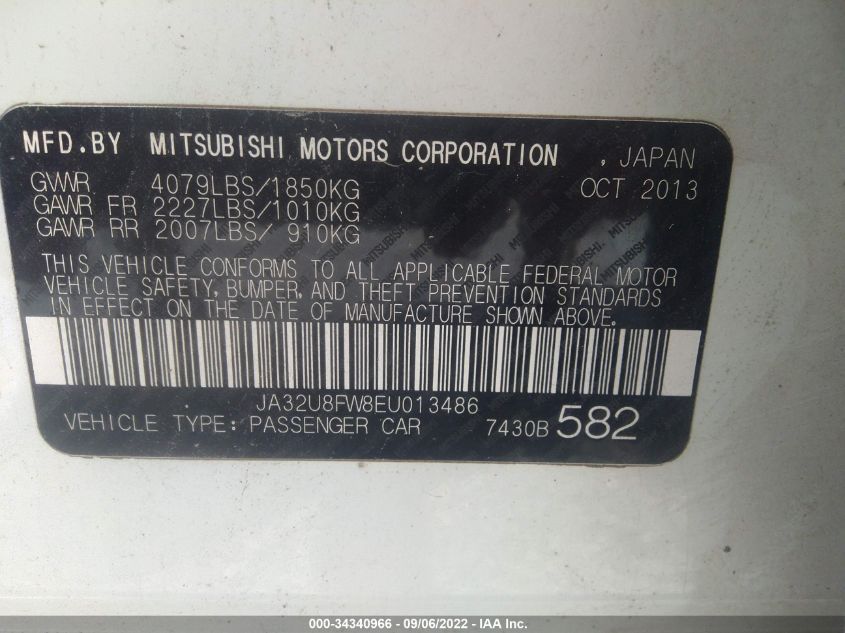 MFD.BY MITSUBISHI MOTORS CORPORATION , JAPAN
GVWR 4079LBS/1850KG OCT 2013
GAWR FR 2227LBS/1010KG
GAWR RR 2007LBS/ 910KG
THIS VEHICLE CONFORMS TO ALL APPLICABLE FEDERAL MOTOR
VEHICLE SAFETY, BUMPER, AND THEFT PREVENTION STANDARDS
IN EFFECT ON THE DATE OF MANUFACTURE SHOWN ABOVE.
JA32U8FW8EU013486
VEHICLE TYPE: PASSENGER CAR 7430B 582
000-34340966 - 09/06/2022 - IAA Inc.